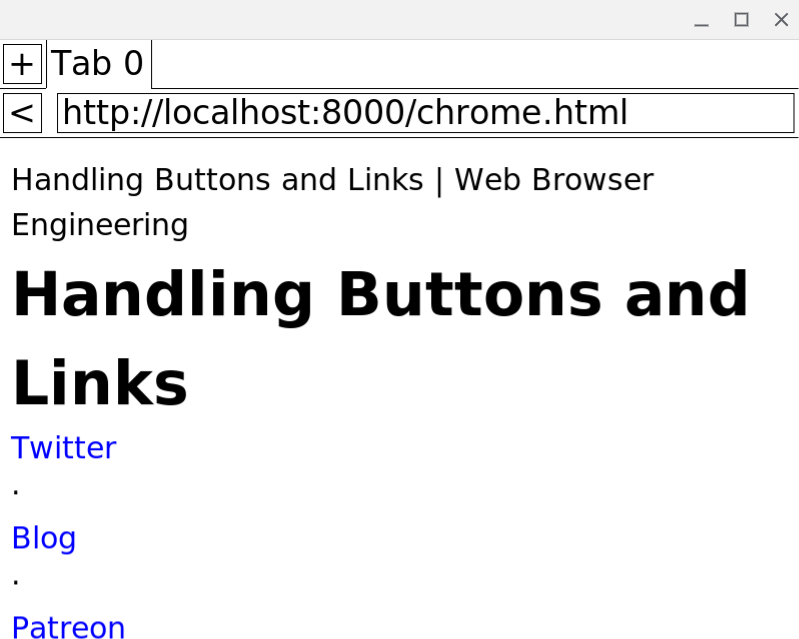 + Tab 0
< http://localhost:8000/chrome.html
Handling Buttons and Links | Web Browser
Engineering
Handling Buttons and
Links
Twitter
·
Blog
·
Patreon